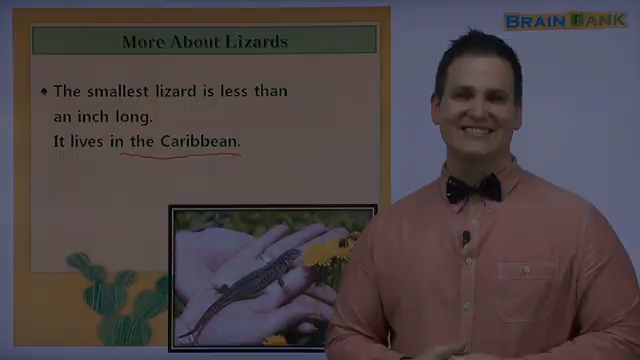 BRAIN BANK
More About Lizards
• The smallest lizard is less than
an inch long.
It lives in the Caribbean.